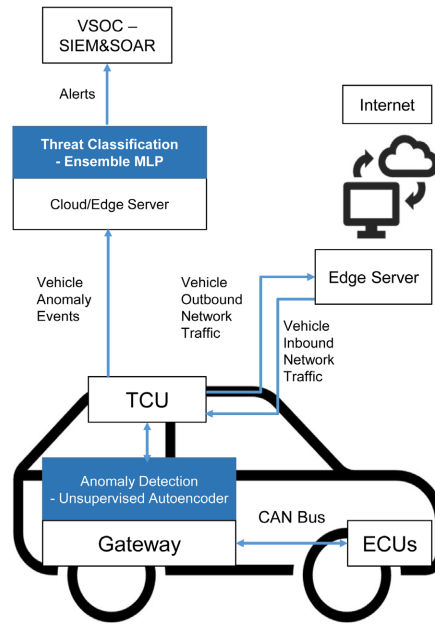 VSOC –
SIEM&SOAR
Alerts
Internet
Threat Classification
- Ensemble MLP
Cloud/Edge Server
Vehicle
Anomaly
Events
Vehicle
Outbound
Network
Traffic
Edge Server
Vehicle
Inbound
Network
Traffic
TCU
Anomaly Detection
- Unsupervised Autoencoder
Gateway
CAN Bus
ECUs